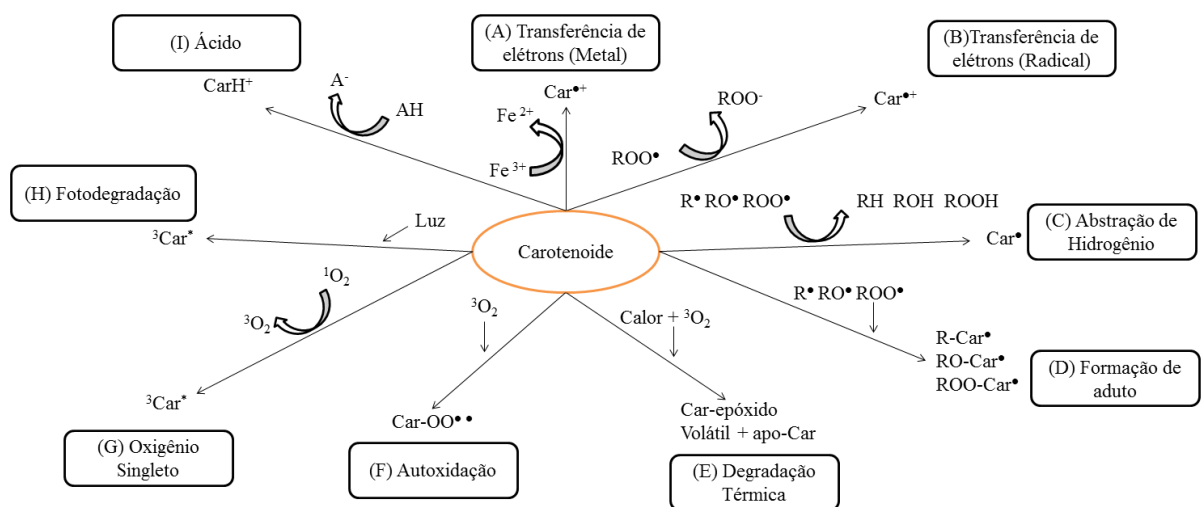 (I) Ácido
CarH⁺
A⁻
AH
(A) Transferência de
elétrons (Metal)
Car•⁺
Fe ²⁺
Fe ³⁺
(B)Transferência de
elétrons (Radical)
ROO⁻
Car•⁺
ROO•
(H) Fotodegradação
³Car*
Luz
Carotenoide
R• RO• ROO•
RH ROH ROOH
Car•
(C) Abstração de
Hidrogênio
R• RO• ROO•
R-Car•
RO-Car•
ROO-Car•
(D) Formação de
aduto
¹O₂
³O₂
³Car*
(G) Oxigênio
Singleto
³O₂
Car-OO• •
(F) Autoxidação
Calor + ³O₂
Car-epóxido
Volátil + apo-Car
(E) Degradação
Térmica